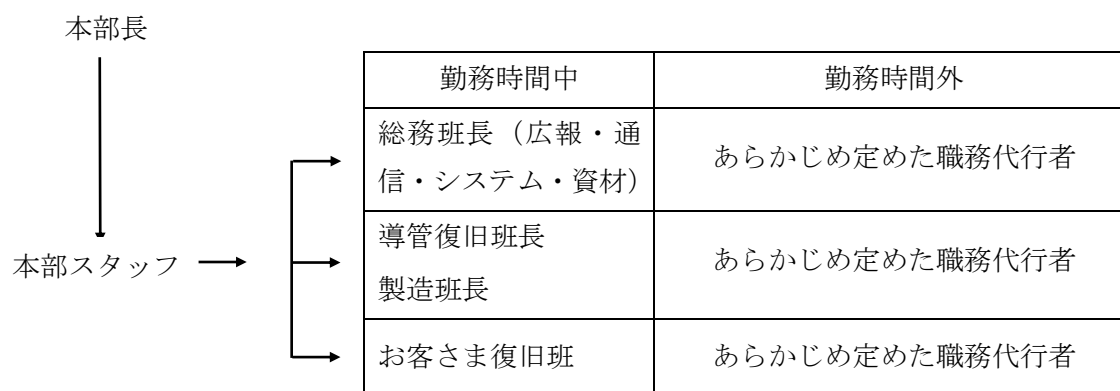 本部長
勤務時間中
勤務時間外
総務班長（広報・通
信・システム・資材）
あらかじめ定めた職務代行者
本部スタッフ
導管復旧班長
製造班長
あらかじめ定めた職務代行者
お客さま復旧班
あらかじめ定めた職務代行者